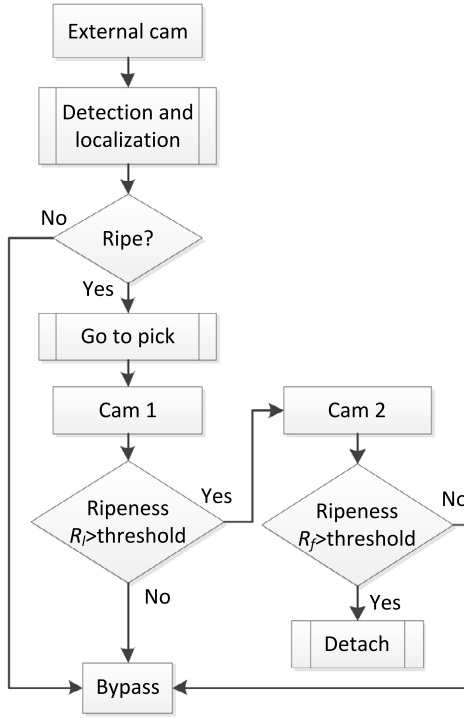 External cam
Detection and
localization
No
Ripe?
Yes
Go to pick
Cam 1
Cam 2
Ripeness
Rl>threshold
Yes
Ripeness
Rf>threshold
No
No
Yes
Detach
Bypass